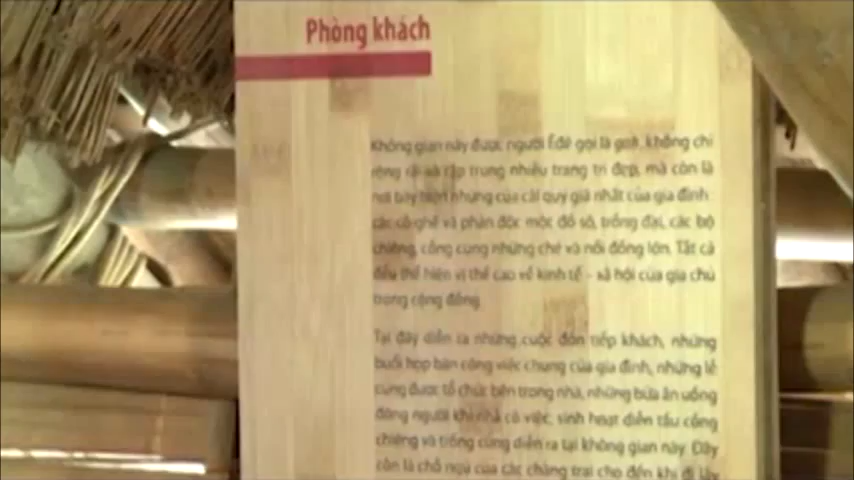 Phòng khách
Không gian này được người Êđê gọi là gah, không chỉ
rộng rãi và tập trung nhiều trang trí đẹp, mà còn là
nơi bày biện những của cải quý giá nhất của gia đình:
các cỗ ghế và phản độc mộc đồ sộ, trống đại, các bộ
chiêng, cồng cùng những ché và nồi đồng lớn. Tất cả
đều thể hiện vị thế cao về kinh tế - xã hội của gia chủ
trong cộng đồng.
Tại đây diễn ra những cuộc đón tiếp khách, những
buổi họp bàn công việc chung của gia đình, những lễ
cúng được tổ chức bên trong nhà, những bữa ăn uống
đông người khi nhà có việc; sinh hoạt diễn tấu cồng
chiêng và trống cũng diễn ra tại không gian này. Đây
còn là chỗ ngủ của các chàng trai cho đến khi đi lấy